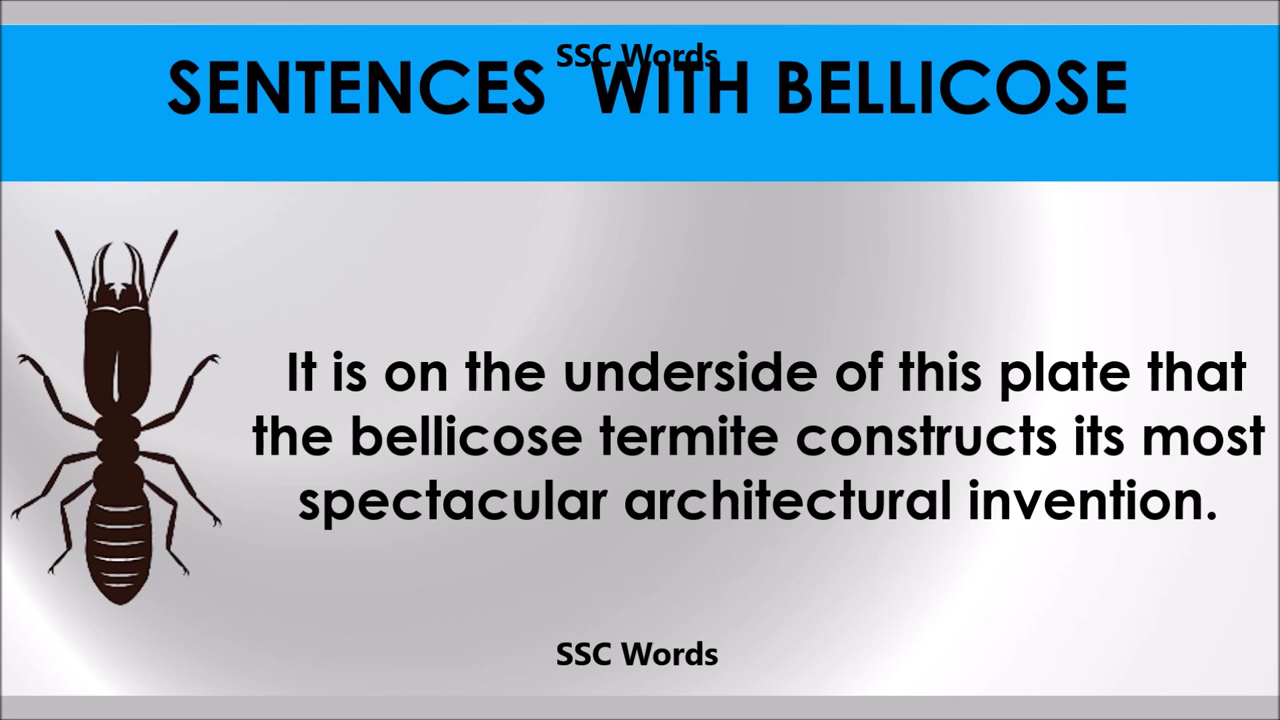 SSC Words
SENTENCES WITH BELLICOSE
It is on the underside of this plate that
the bellicose termite constructs its most
spectacular architectural invention.
SSC Words